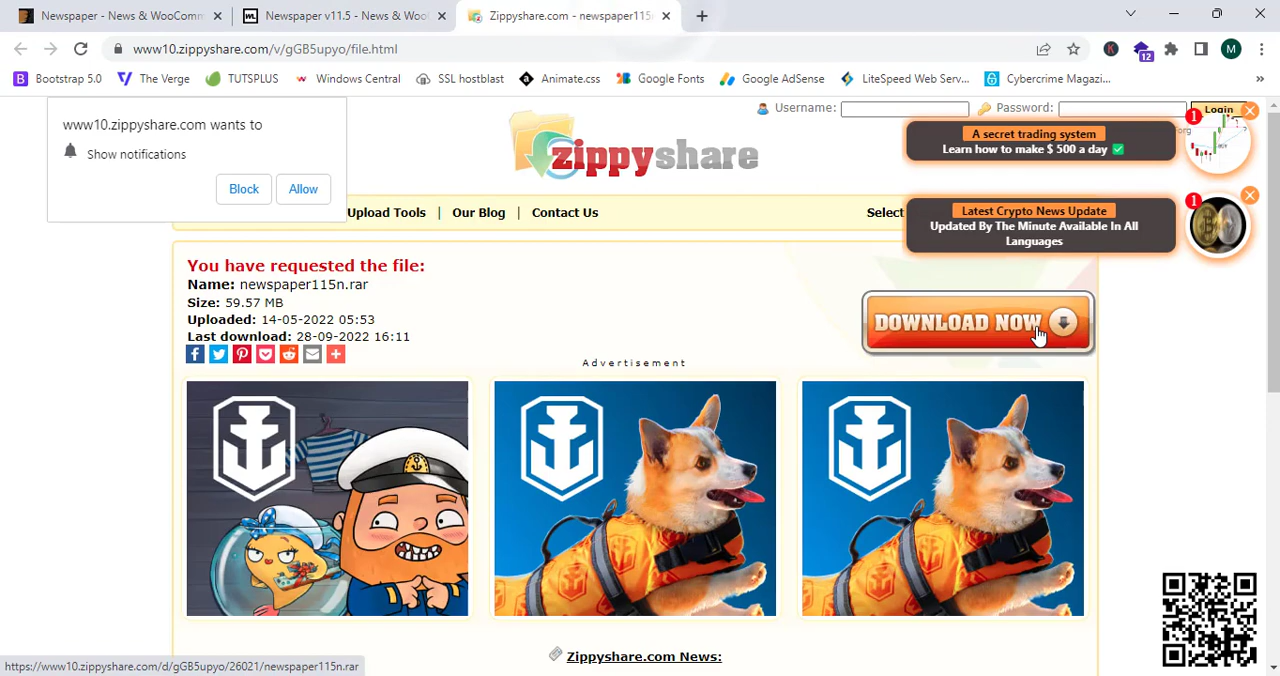 Newspaper - News & WooComm
Newspaper v11.5 - News & Wool
Zippyshare.com - newspaper115n
www10.zippyshare.com/v/gGB5upyo/file.html
K
12
M
B
Bootstrap 5.0
The Verge
TUTSPLUS
Windows Central
SSL hostblast
Animate.css
Google Fonts
Google AdSense
LiteSpeed Web Serv...
Cybercrime Magazi...
»
www10.zippyshare.com wants to
Show notifications
Block
Allow
zippyshare
Username:
Password:
Login
Forg
1
A secret trading system
Learn how to make $ 500 a day ✅
1
Latest Crypto News Update
Updated By The Minute Available In All
Languages
Upload Tools | Our Blog | Contact Us
Select
You have requested the file:
Name: newspaper115n.rar
Size: 59.57 MB
Uploaded: 14-05-2022 05:53
Last download: 28-09-2022 16:11
DOWNLOAD NOW
Advertisement
Zippyshare.com News:
https://www10.zippyshare.com/d/gGB5upyo/26021/newspaper115n.rar